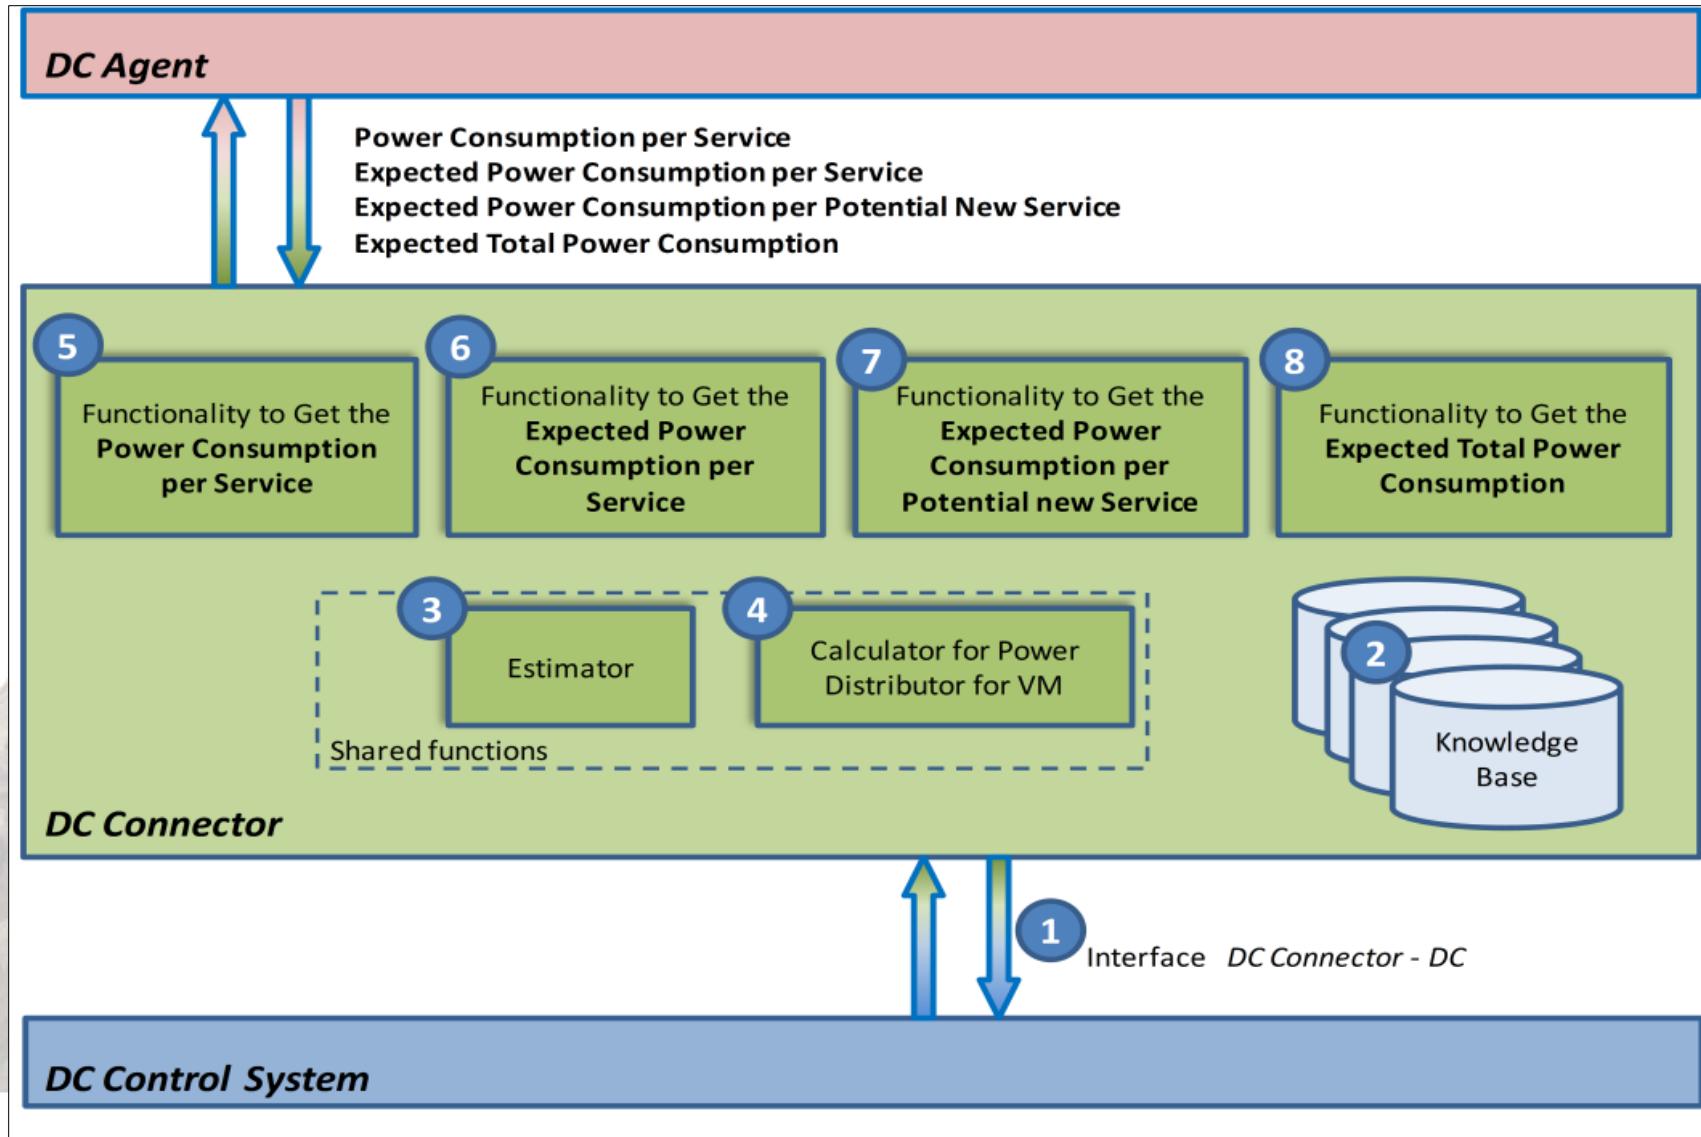 DC Agent
Power Consumption per Service
Expected Power Consumption per Service
Expected Power Consumption per Potential New Service
Expected Total Power Consumption
5
Functionality to Get the
Power Consumption
per Service
6
Functionality to Get the
Expected Power
Consumption per
Service
7
Functionality to Get the
Expected Power
Consumption per
Potential new Service
8
Functionality to Get the
Expected Total Power
Consumption
3
Estimator
4
Calculator for Power
Distributor for VM
Shared functions
2
Knowledge
Base
DC Connector
1
Interface DC Connector - DC
DC Control System